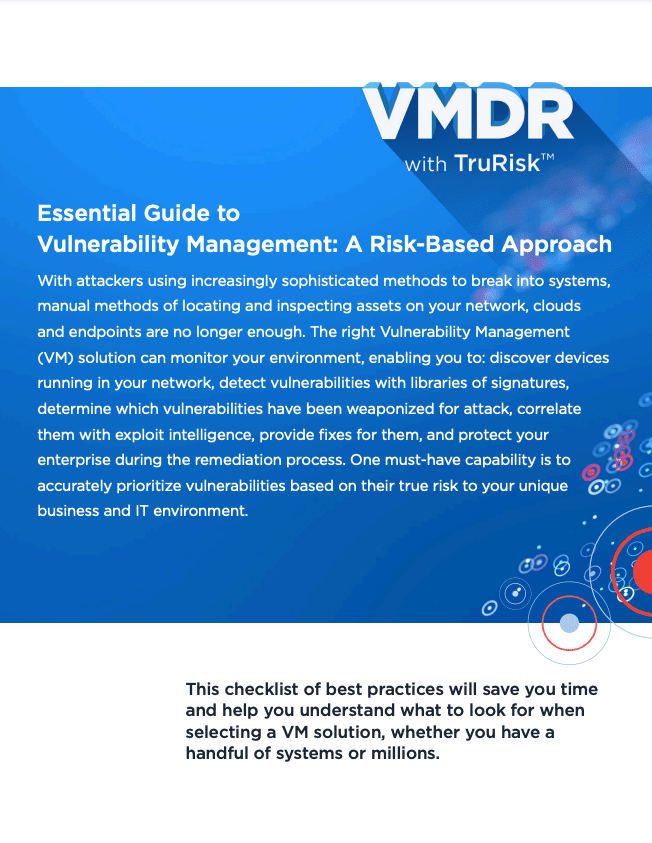 VMDR
with TruRisk™
Essential Guide to
Vulnerability Management: A Risk-Based Approach
With attackers using increasingly sophisticated methods to break into systems,
manual methods of locating and inspecting assets on your network, clouds
and endpoints are no longer enough. The right Vulnerability Management
(VM) solution can monitor your environment, enabling you to: discover devices
running in your network, detect vulnerabilities with libraries of signatures,
determine which vulnerabilities have been weaponized for attack, correlate
them with exploit intelligence, provide fixes for them, and protect your
enterprise during the remediation process. One must-have capability is to
accurately prioritize vulnerabilities based on their true risk to your unique
business and IT environment.
This checklist of best practices will save you time
and help you understand what to look for when
selecting a VM solution, whether you have a
handful of systems or millions.